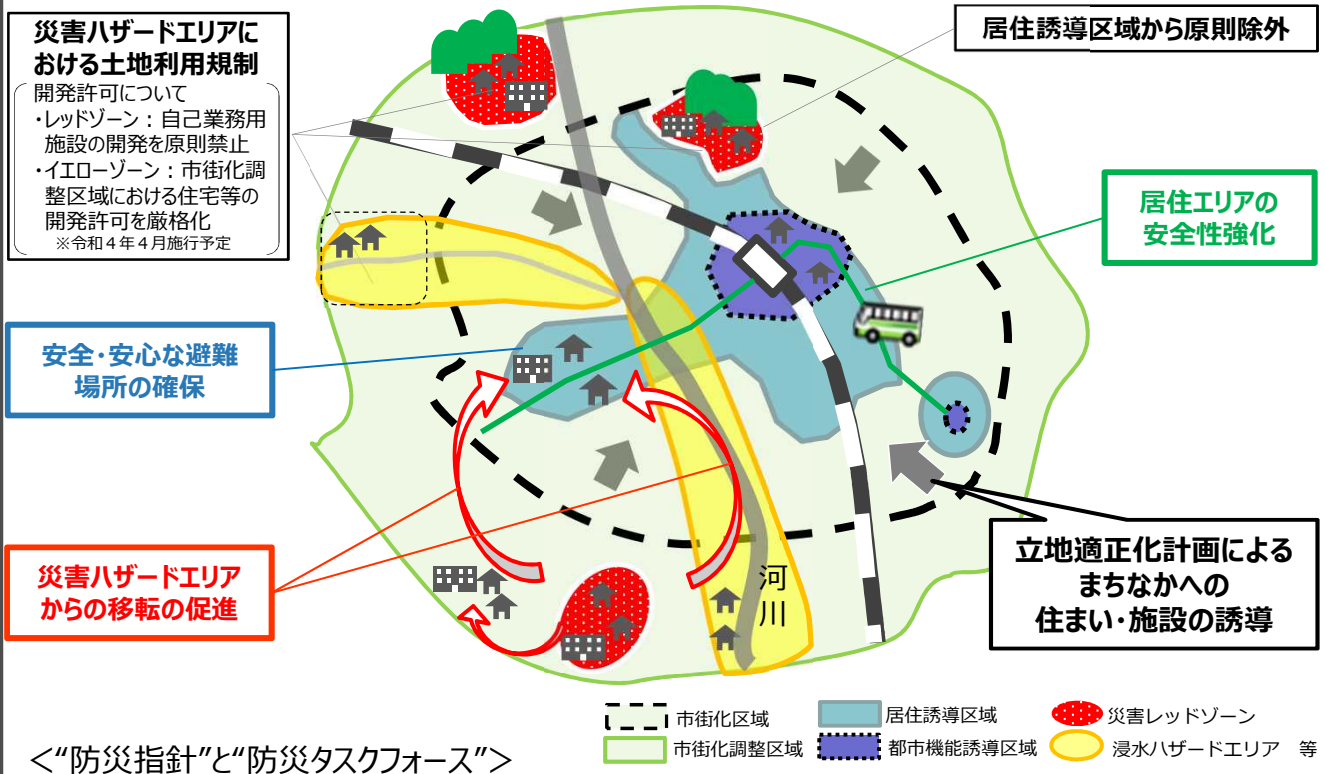 災害ハザードエリアに
おける土地利用規制
開発許可について
・レッドゾーン：自己業務用
施設の開発を原則禁止
・イエローゾーン：市街化調
整区域における住宅等の
開発許可を厳格化
※令和４年４月施行予定
居住誘導区域から原則除外
居住エリアの
安全性強化
安全・安心な避難
場所の確保
災害ハザードエリア
からの移転の促進
河川
立地適正化計画による
まちなかへの
住まい・施設の誘導
市街化区域
居住誘導区域
災害レッドゾーン
市街化調整区域
都市機能誘導区域
浸水ハザードエリア 等
＜“防災指針”と“防災タスクフォース”＞